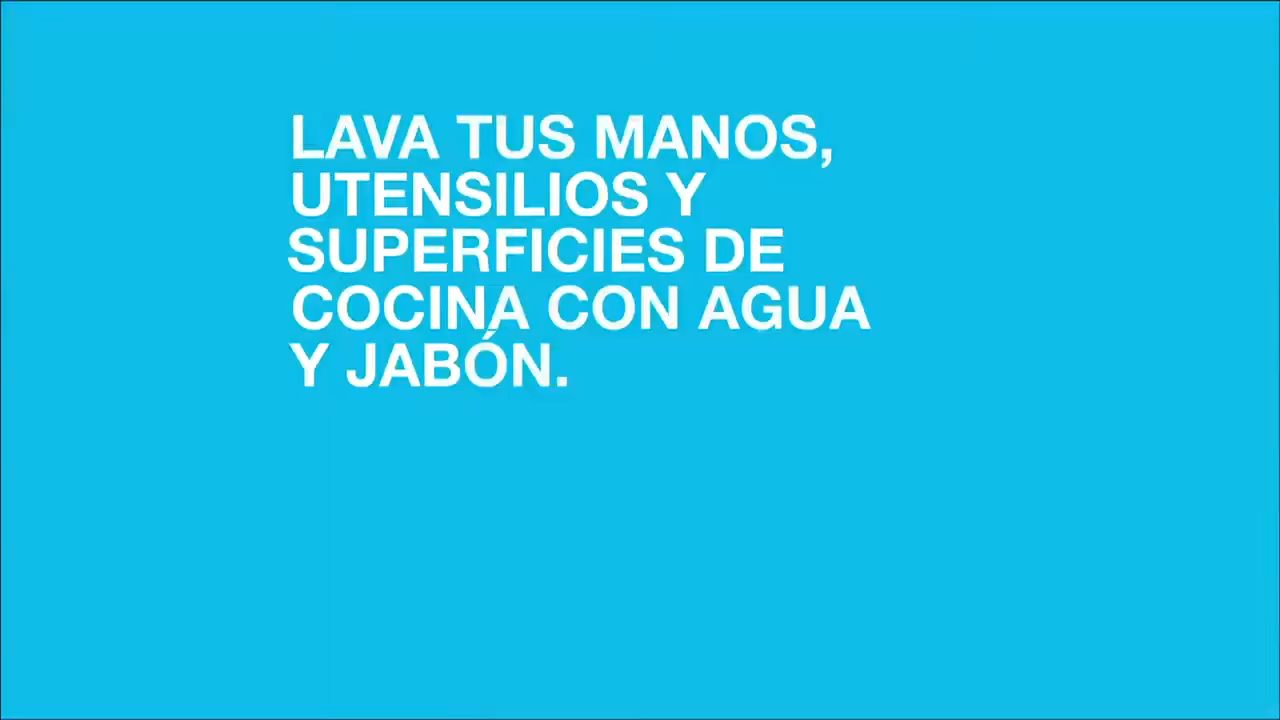 LAVA TUS MANOS,
UTENSILIOS Y
SUPERFICIES DE
COCINA CON AGUA
Y JABÓN.